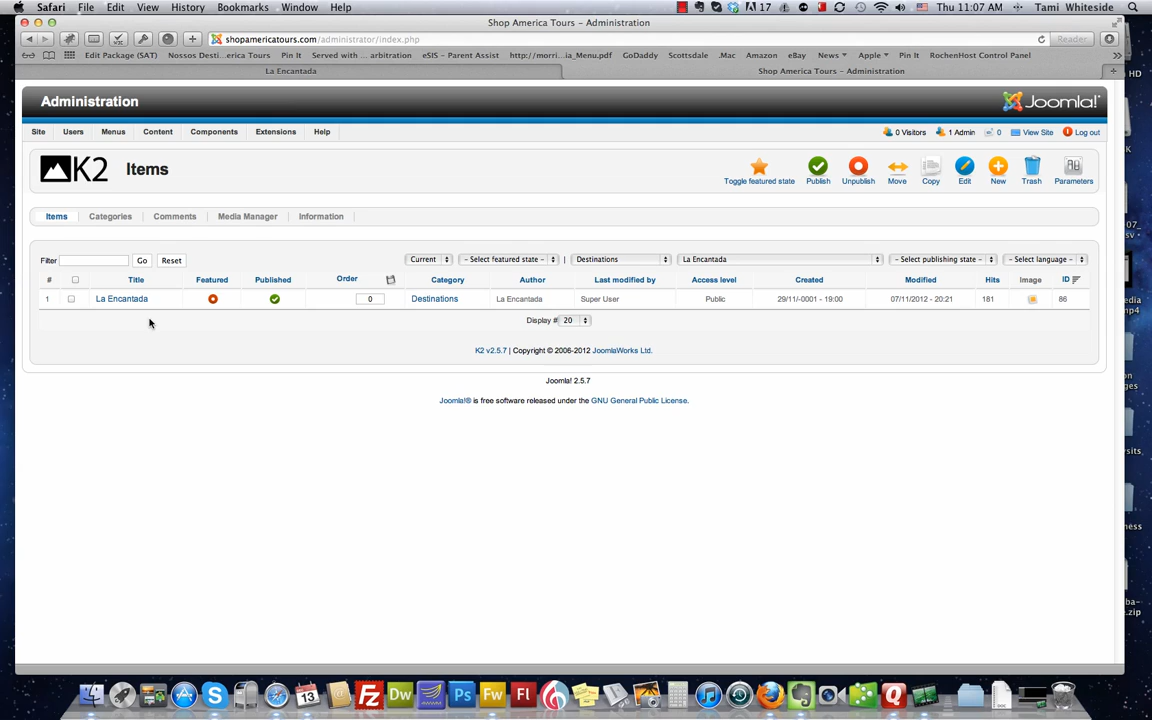 Safari File Edit View History Bookmarks Window Help 17 Thu 11:07 AM Tami Whiteside
Shop America Tours – Administration
shopamericatours.com/administrator/index.php Reader
Edit Package (SAT) Nossos Desti...erica Tours Pin It Served with ... arbitration eSIS – Parent Assist http://morri..._Menu.pdf GoDaddy Scottsdale .Mac Amazon eBay News Apple Pin It RochenHost Control Panel
La Encantada Shop America Tours – Administration
HD
Administration Joomla!®
Site Users Menus Content Components Extensions Help 0 Visitors 1 Admin 0 View Site Log out
K2 Items Toggle featured state Publish Unpublish Move Copy Edit New Trash Parameters
Items Categories Comments Media Manager Information
Filter Go Reset Current - Select featured state - | Destinations La Encantada - Select publishing state - - Select language -
# Title Featured Published Order Category Author Last modified by Access level Created Modified Hits Image ID
1 La Encantada 0 Destinations La Encantada Super User Public 29/11/-0001 - 19:00 07/11/2012 - 20:21 181 86
Display # 20
K2 v2.5.7 | Copyright © 2006-2012 JoomlaWorks Ltd.
Joomla! 2.5.7
Joomla!® is free software released under the GNU General Public License.
13 Dw Ps Fw Fl